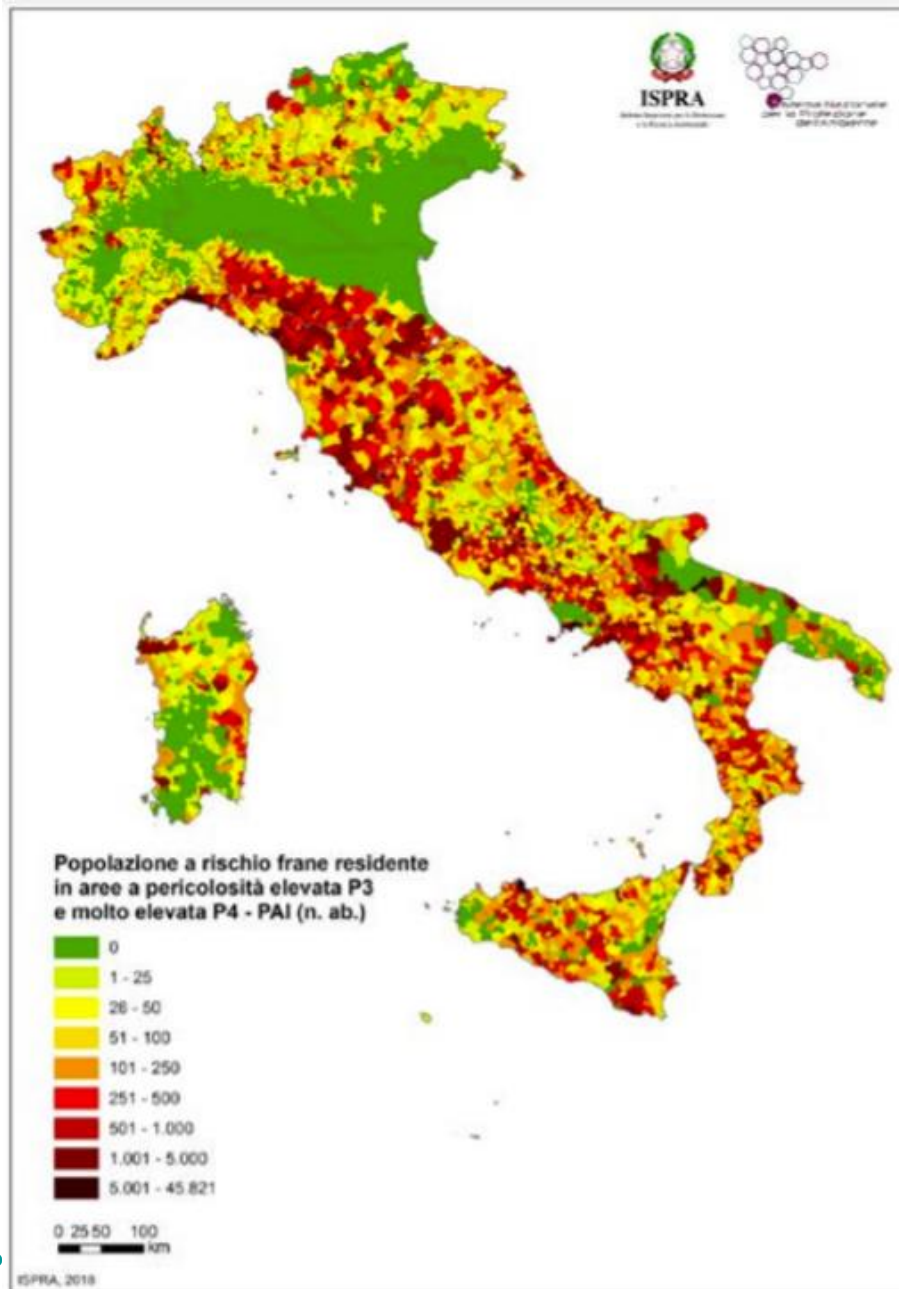 ISPRA
Popolazione a rischio frane residente
in aree a pericolosità elevata P3
e molto elevata P4 - PAI (n. ab.)
0
1 - 25
26 - 50
51 - 100
101 - 250
251 - 500
501 - 1.000
1.001 - 5.000
5.001 - 45.821
0 25 50 100
km
ISPRA, 2018